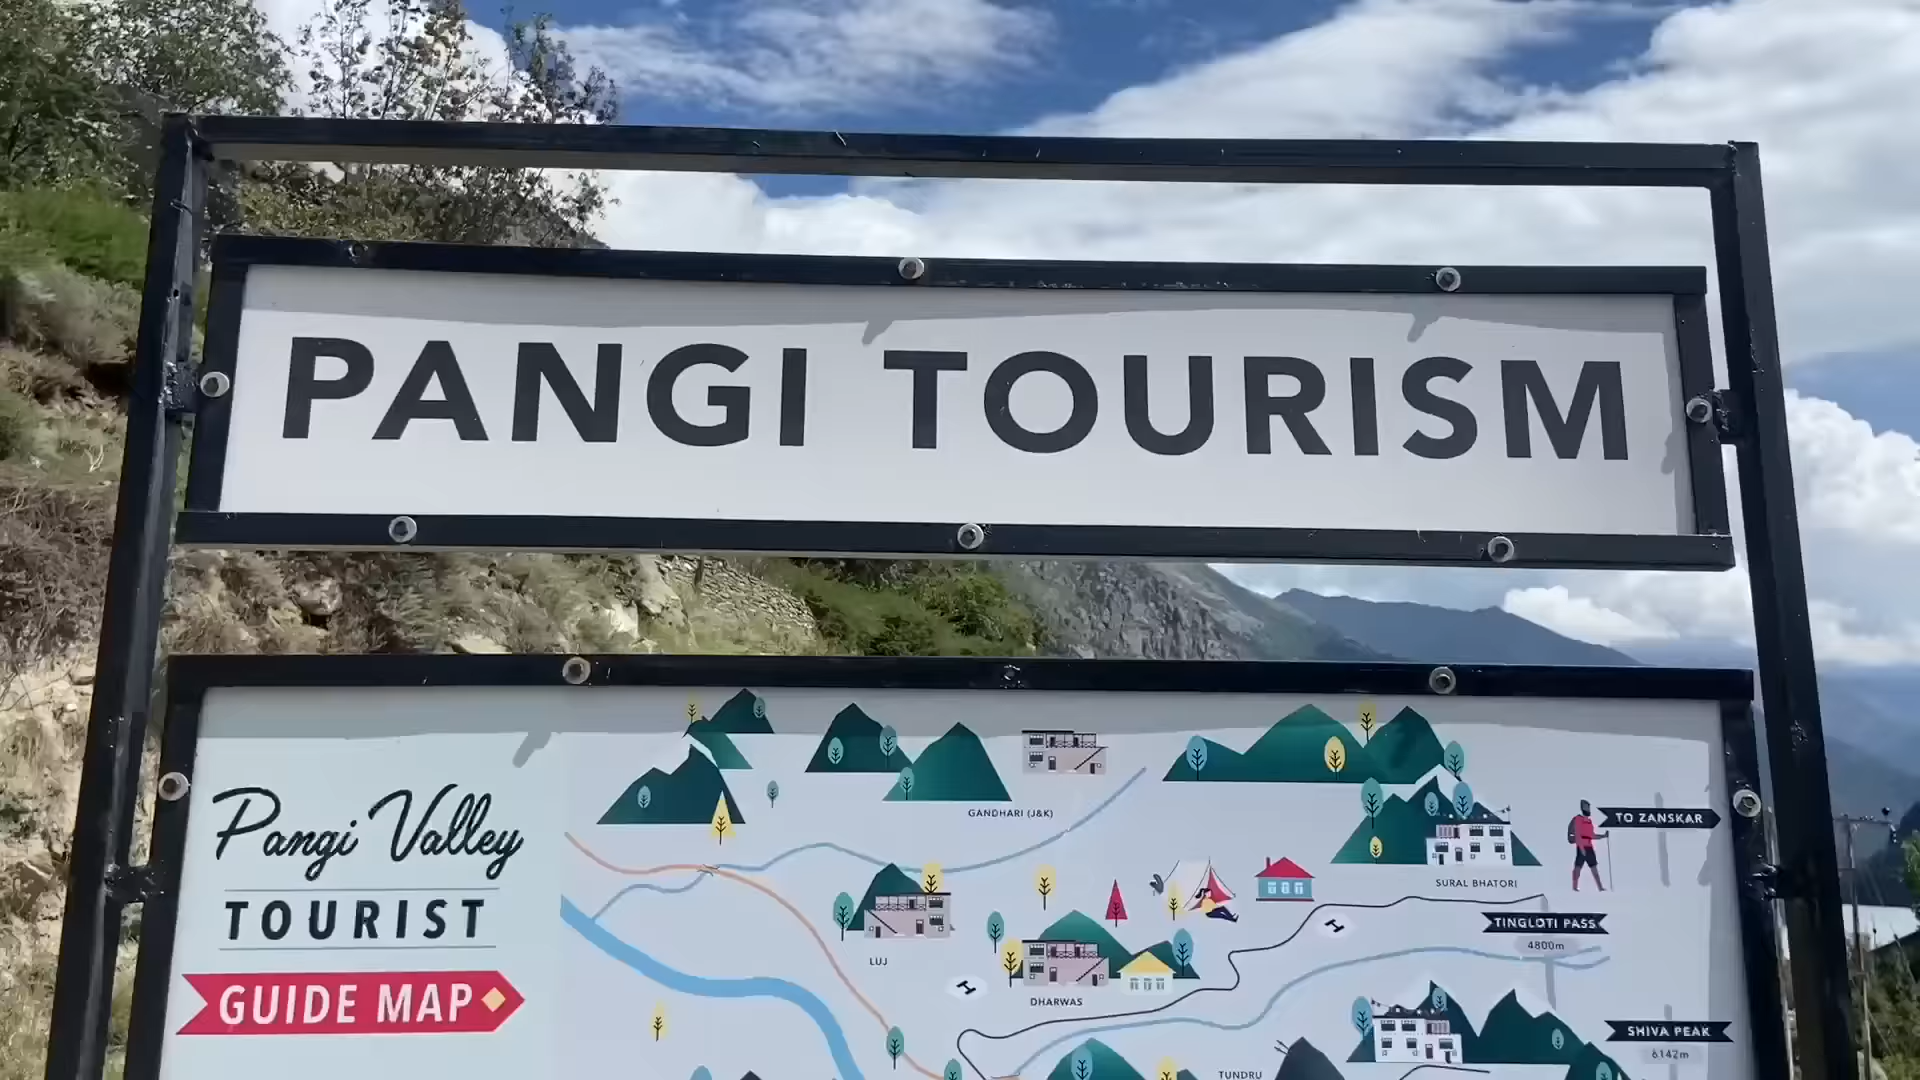 PANGI TOURISM
Pangi Valley
TOURIST
GUIDE MAP
GANDHARI (J&K)
TO ZANSKAR
SURAL BHATORI
TINGLOTI PASS
4800m
LUJ
H
H
DHARWAS
SHIVA PEAK
6142m
TUNDRU